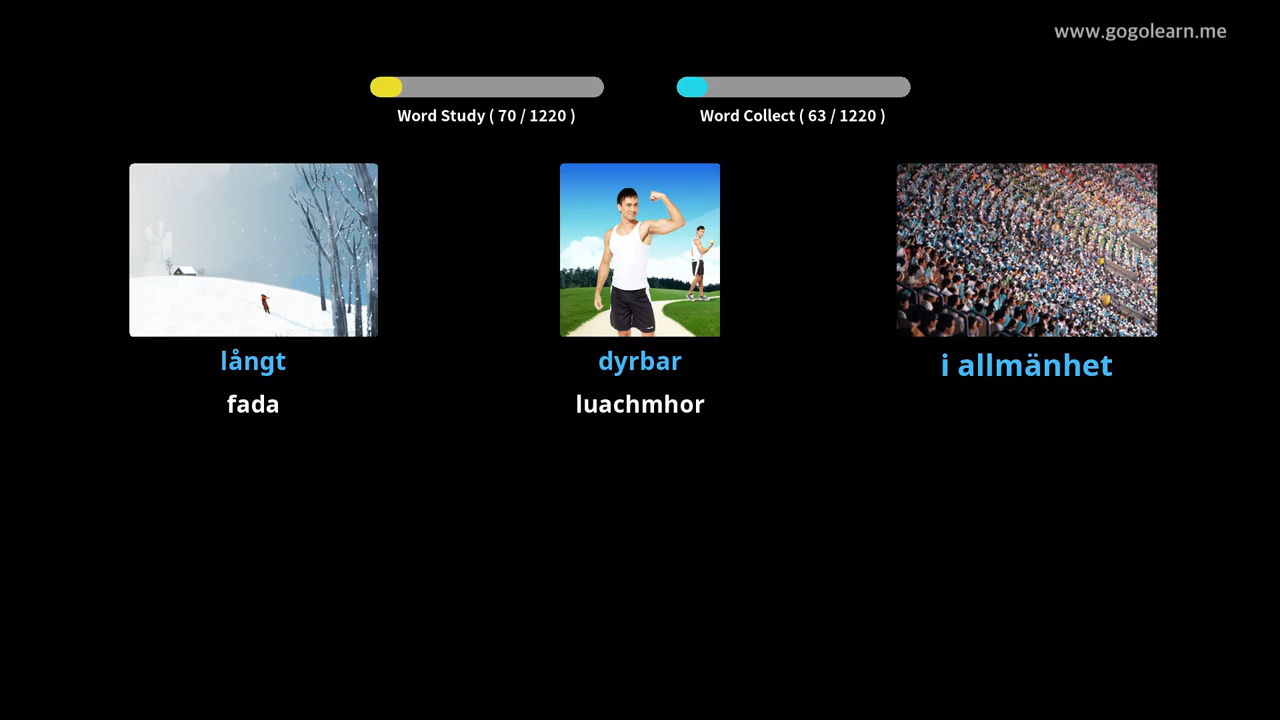 www.gogolearn.me
Word Study ( 70 / 1220 )
Word Collect ( 63 / 1220 )
långt
fada
dyrbar
luachmhor
i allmänhet